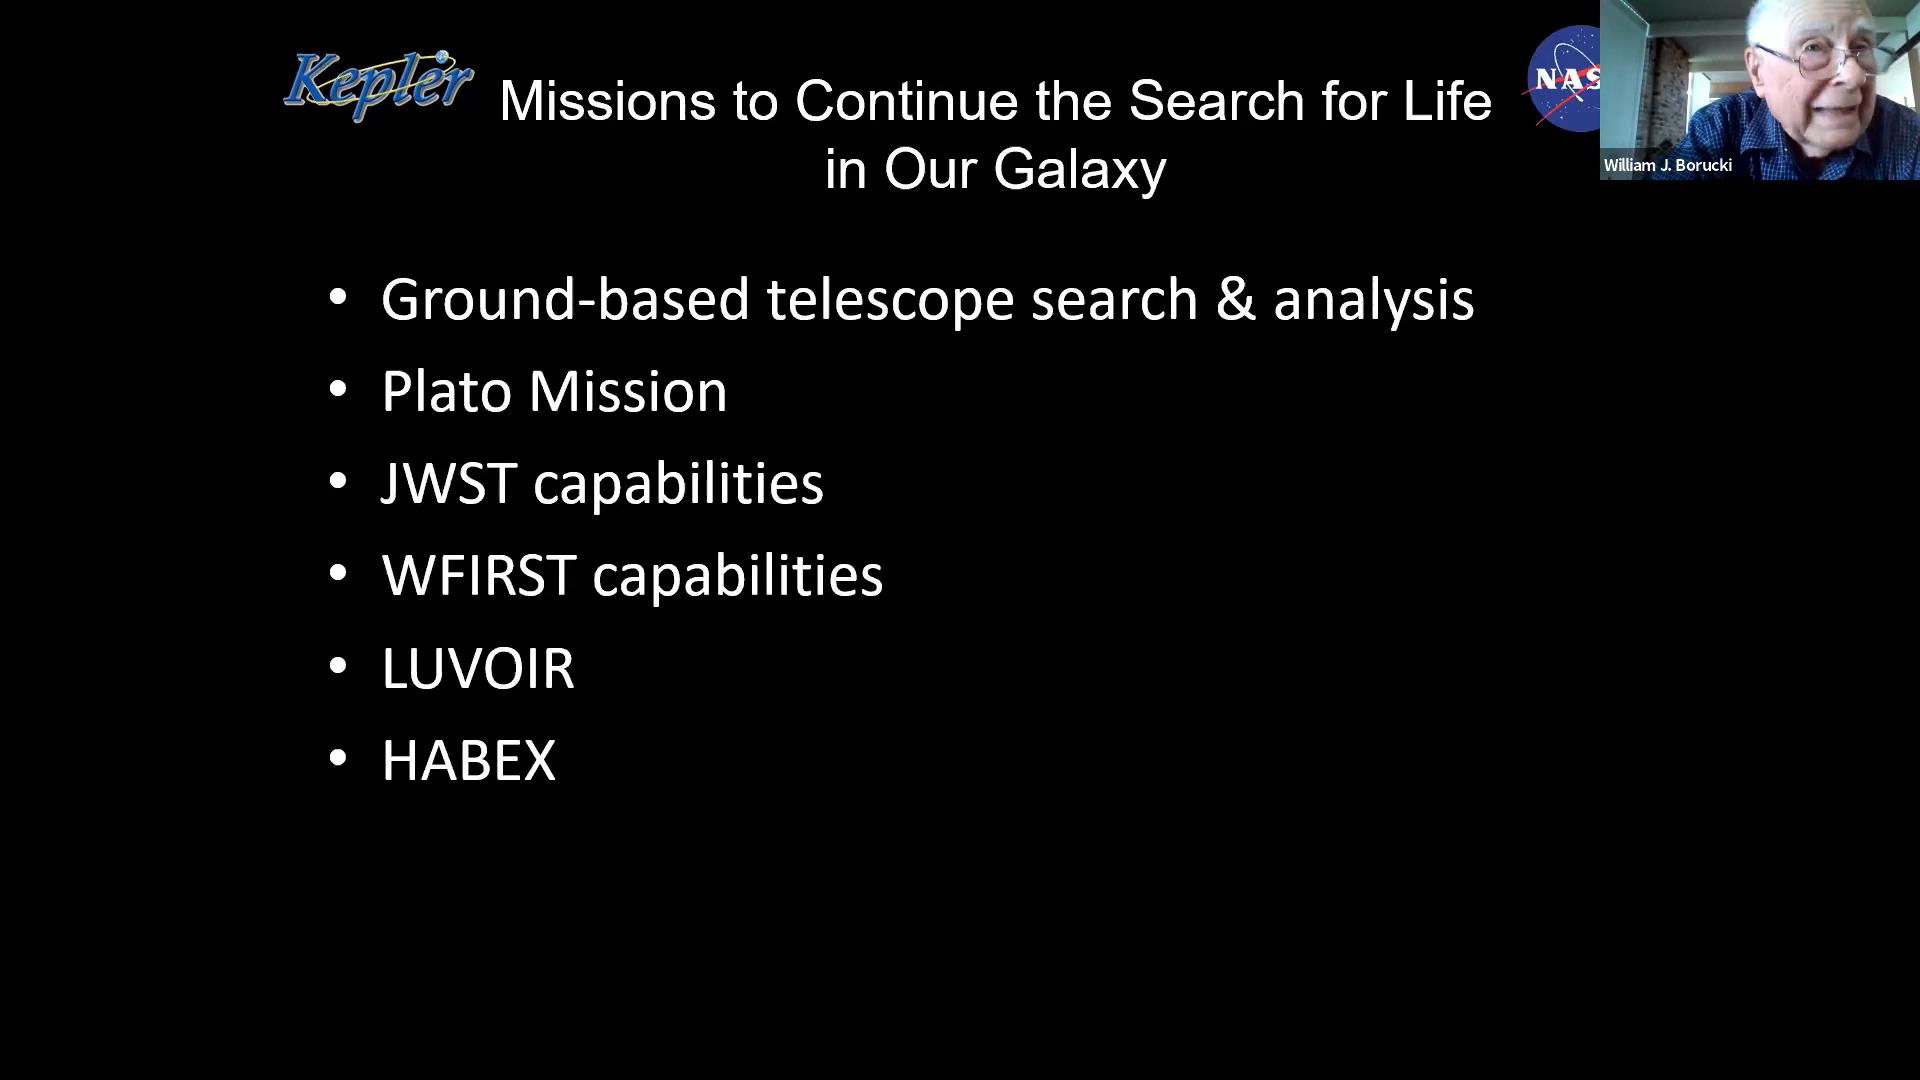 Kepler
Missions to Continue the Search for Life
in Our Galaxy
NAS
William J. Borucki
• Ground-based telescope search & analysis
• Plato Mission
• JWST capabilities
• WFIRST capabilities
• LUVOIR
• HABEX